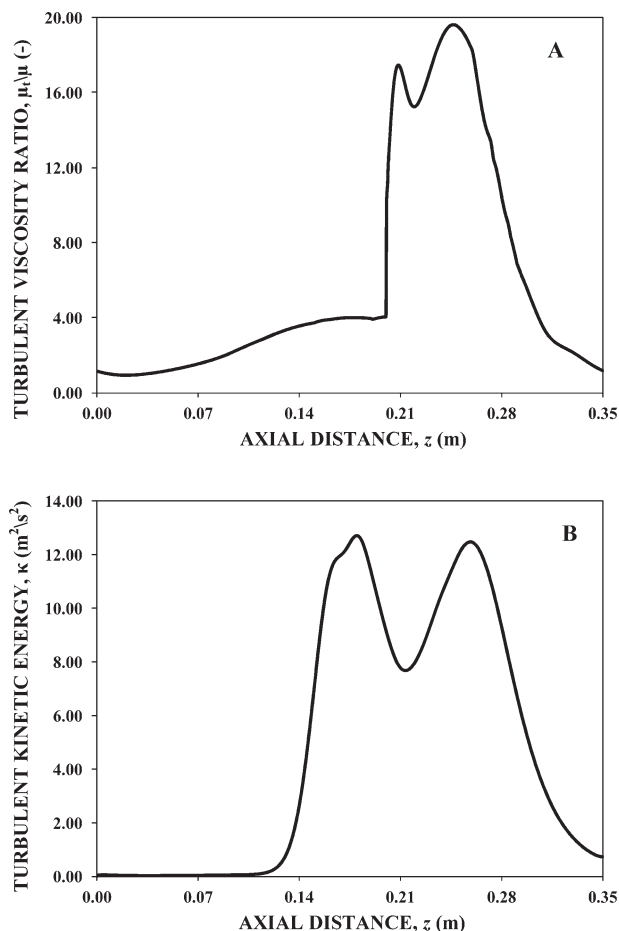 20.00
16.00
12.00
8.00
4.00
0.00
TURBULENT VISCOSITY RATIO, μt\μ (-)
A
0.00 0.07 0.14 0.21 0.28 0.35
AXIAL DISTANCE, z (m)
14.00
12.00
10.00
8.00
6.00
4.00
2.00
0.00
TURBULENT KINETIC ENERGY, κ (m²\s²)
B
0.00 0.07 0.14 0.21 0.28 0.35
AXIAL DISTANCE, z (m)